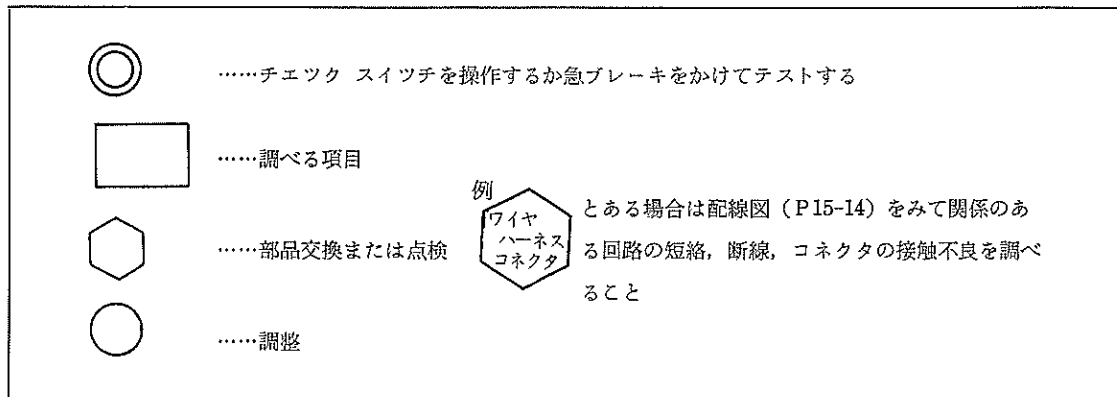 ……チエツク スイツチを操作するか急ブレーキをかけてテストする
……調べる項目
……部品交換または点検
例
ワイヤ
ハーネス
コネクタ
とある場合は配線図（P15-14）をみて関係のあ
る回路の短絡，断線，コネクタの接触不良を調べ
ること
……調整